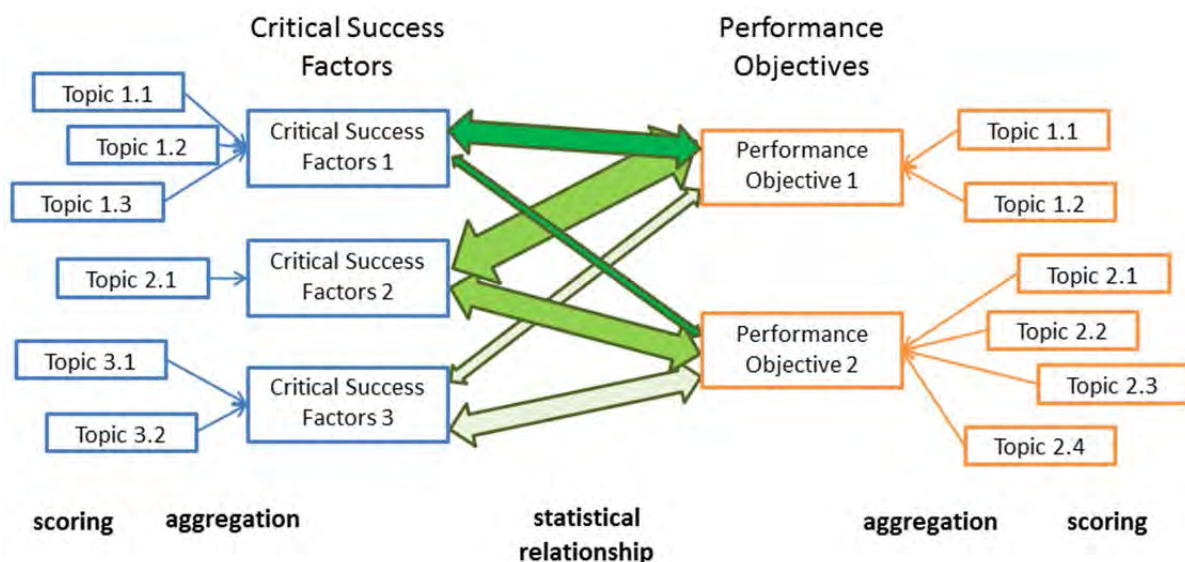 Critical Success
Factors
Performance
Objectives
Topic 1.1
Topic 1.2
Topic 1.3
Critical Success
Factors 1
Performance
Objective 1
Topic 1.1
Topic 1.2
Topic 2.1
Critical Success
Factors 2
Topic 3.1
Topic 3.2
Critical Success
Factors 3
Performance
Objective 2
Topic 2.1
Topic 2.2
Topic 2.3
Topic 2.4
scoring
aggregation
statistical
relationship
aggregation
scoring